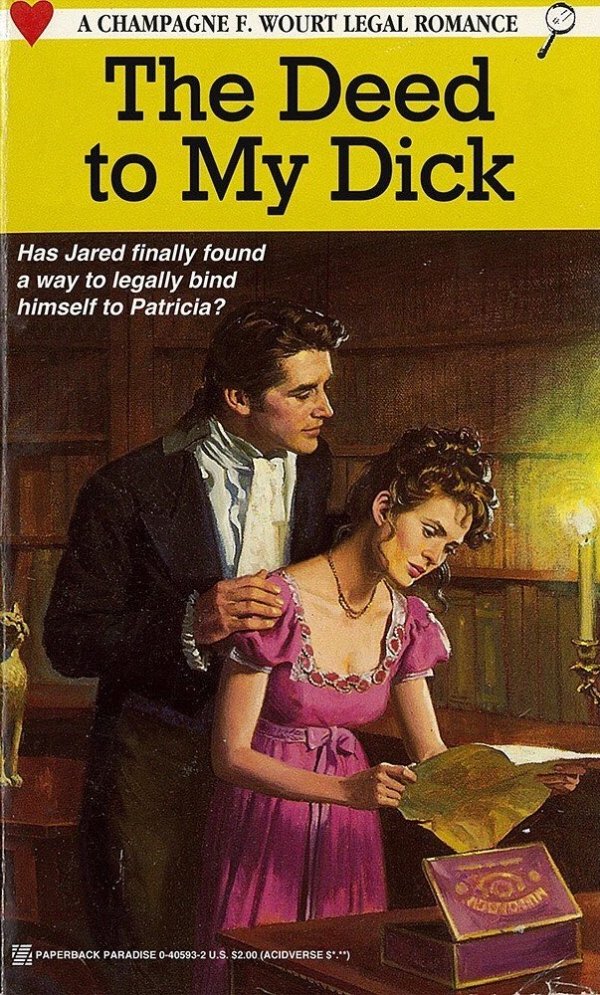 A CHAMPAGNE F. WOURT LEGAL ROMANCE
The Deed
to My Dick
Has Jared finally found
a way to legally bind
himself to Patricia?
PAPERBACK PARADISE 0-40593-2 U.S. $2.00 (ACIDVERSE $*.**)